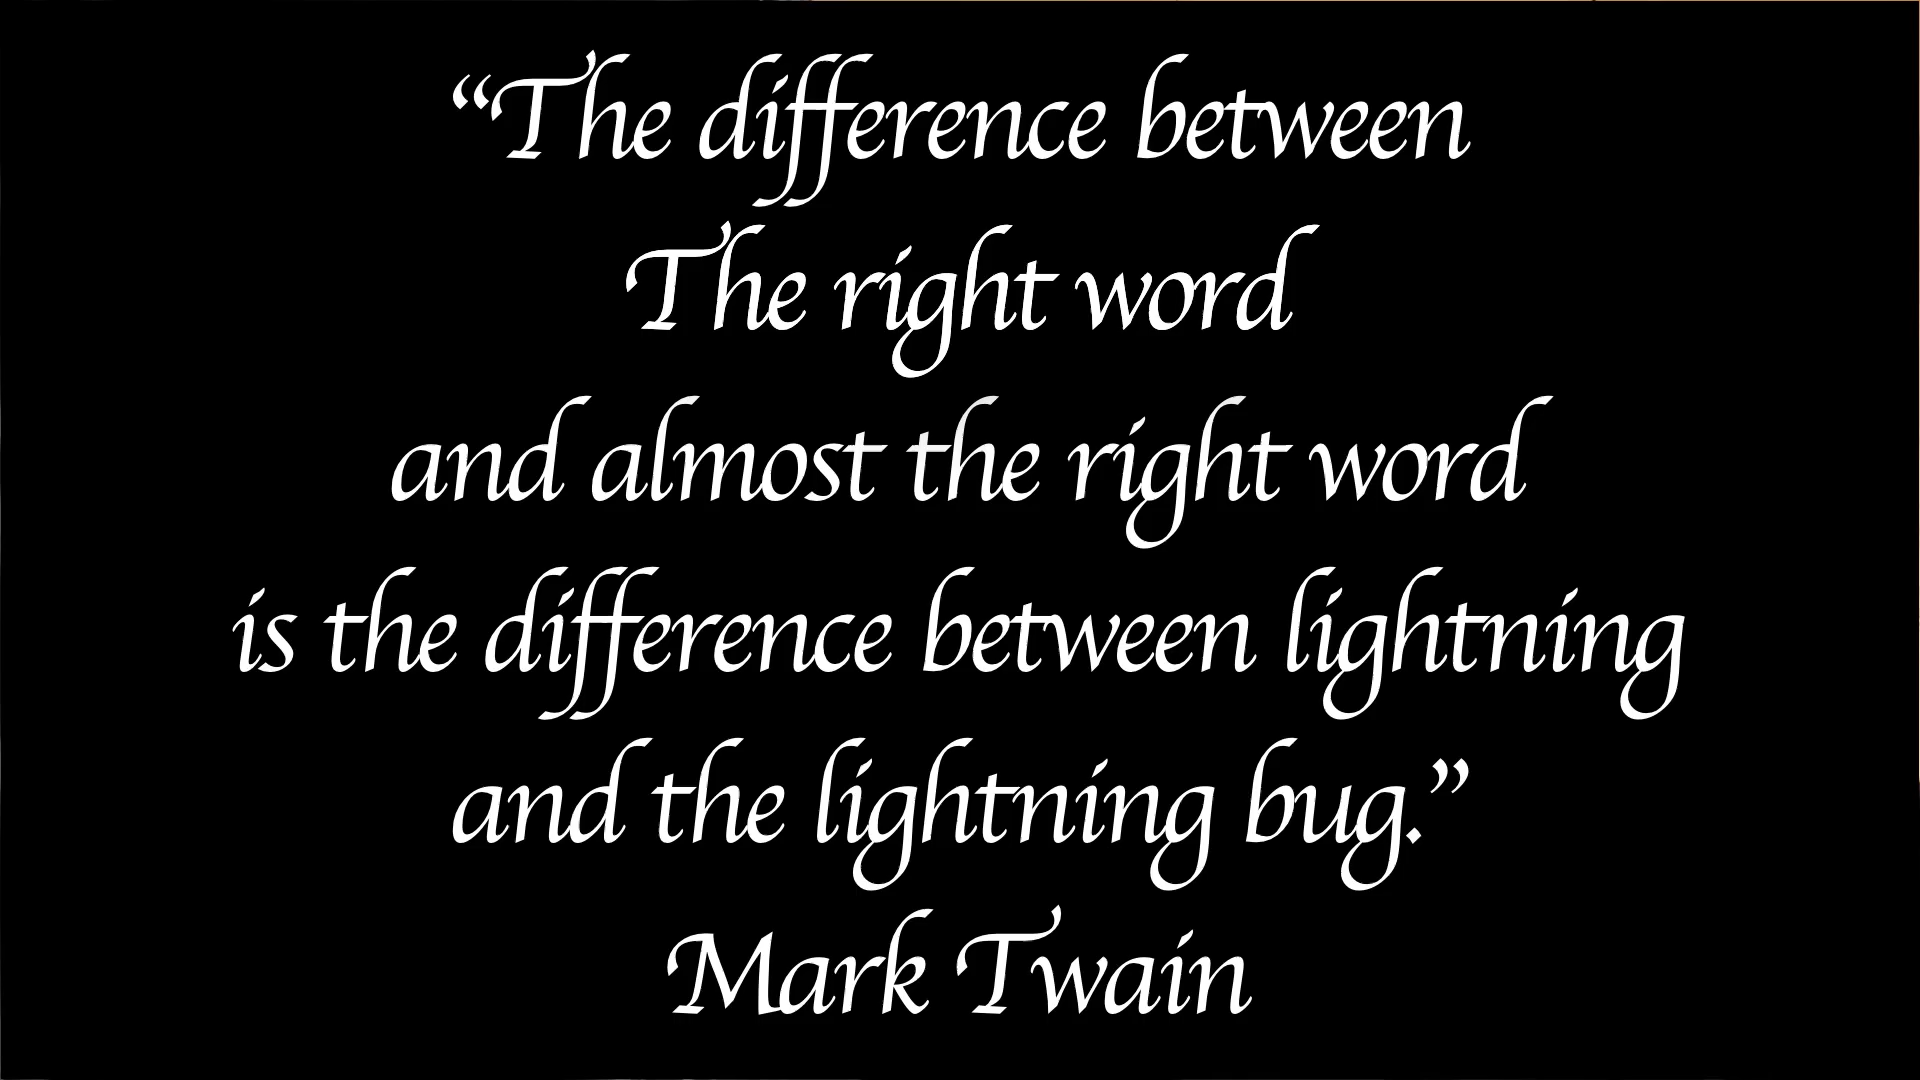 “The difference between
The right word
and almost the right word
is the difference between lightning
and the lightning bug.”
Mark Twain